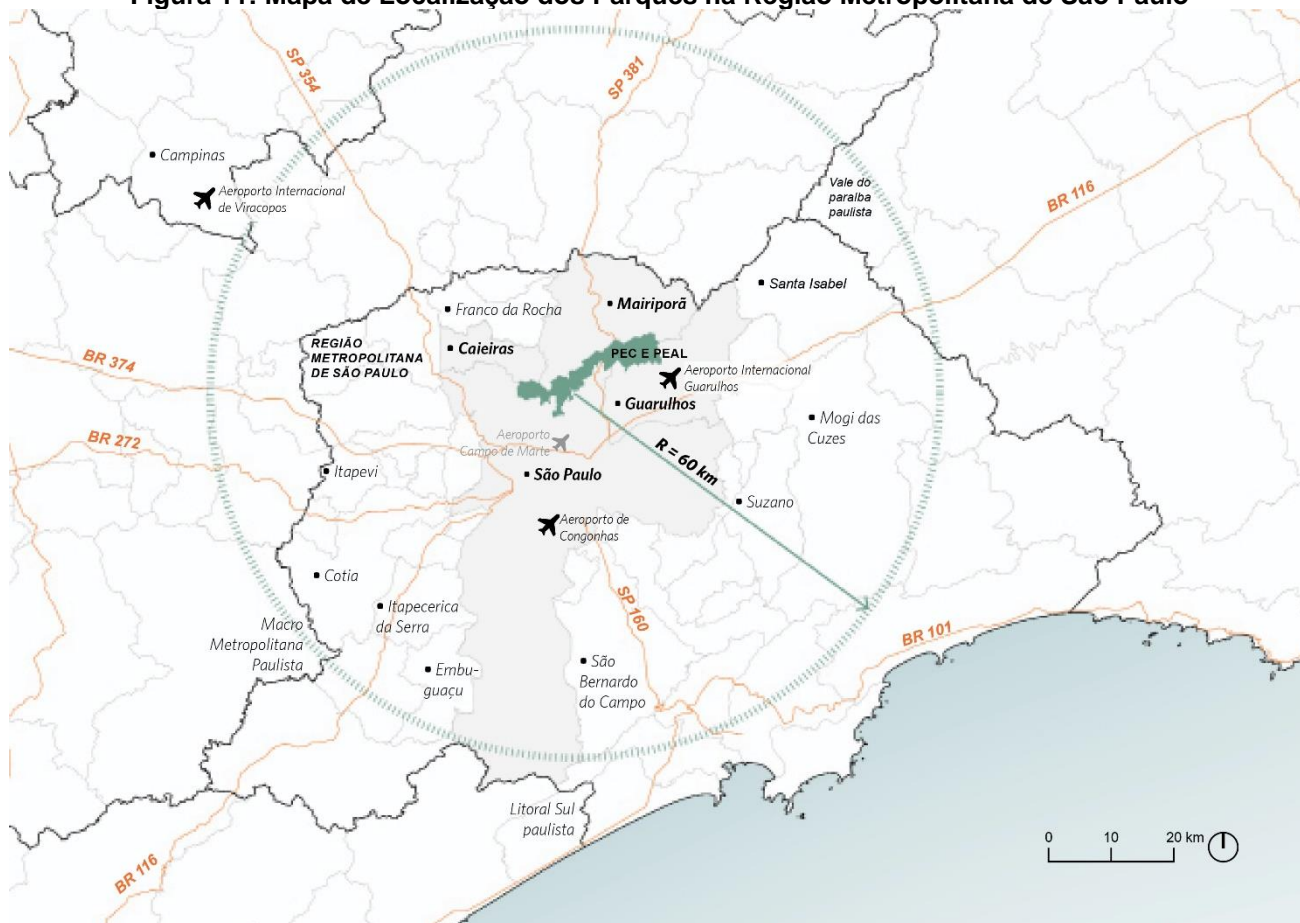 Figura 11: Mapa de Localização dos Parques na Região Metropolitana de São Paulo
SP 354
SP 381
Campinas
Aeroporto Internacional
de Viracopos
Vale do
paraiba
paulista
BR 116
Santa Isabel
Franco da Rocha
Mairiporã
REGIÃO
METROPOLITANA
DE SÃO PAULO
Caieiras
PEC E PEAL
BR 374
Aeroporto Internacional
Guarulhos
Guarulhos
Mogi das
Cuzes
BR 272
Aeroporto
Campo de Marte
R = 60 km
Itapevi
São Paulo
Suzano
Aeroporto de
Congonhas
Cotia
Itapecerica
da Serra
SP 160
Macro
Metropolitana
Paulista
BR 101
Embu-
guaçu
São
Bernardo
do Campo
Litoral Sul
paulista
BR 116
0 10 20 km